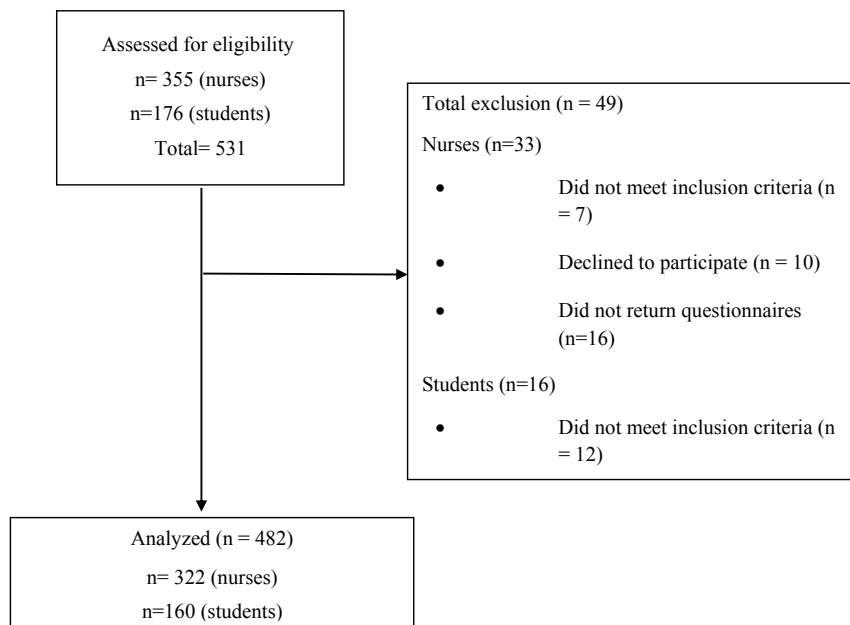 Assessed for eligibility
n= 355 (nurses)
n=176 (students)
Total= 531
Total exclusion (n = 49)
Nurses (n=33)
• Did not meet inclusion criteria (n
= 7)
• Declined to participate (n = 10)
• Did not return questionnaires
(n=16)
Students (n=16)
• Did not meet inclusion criteria (n
= 12)
Analyzed (n = 482)
n= 322 (nurses)
n=160 (students)